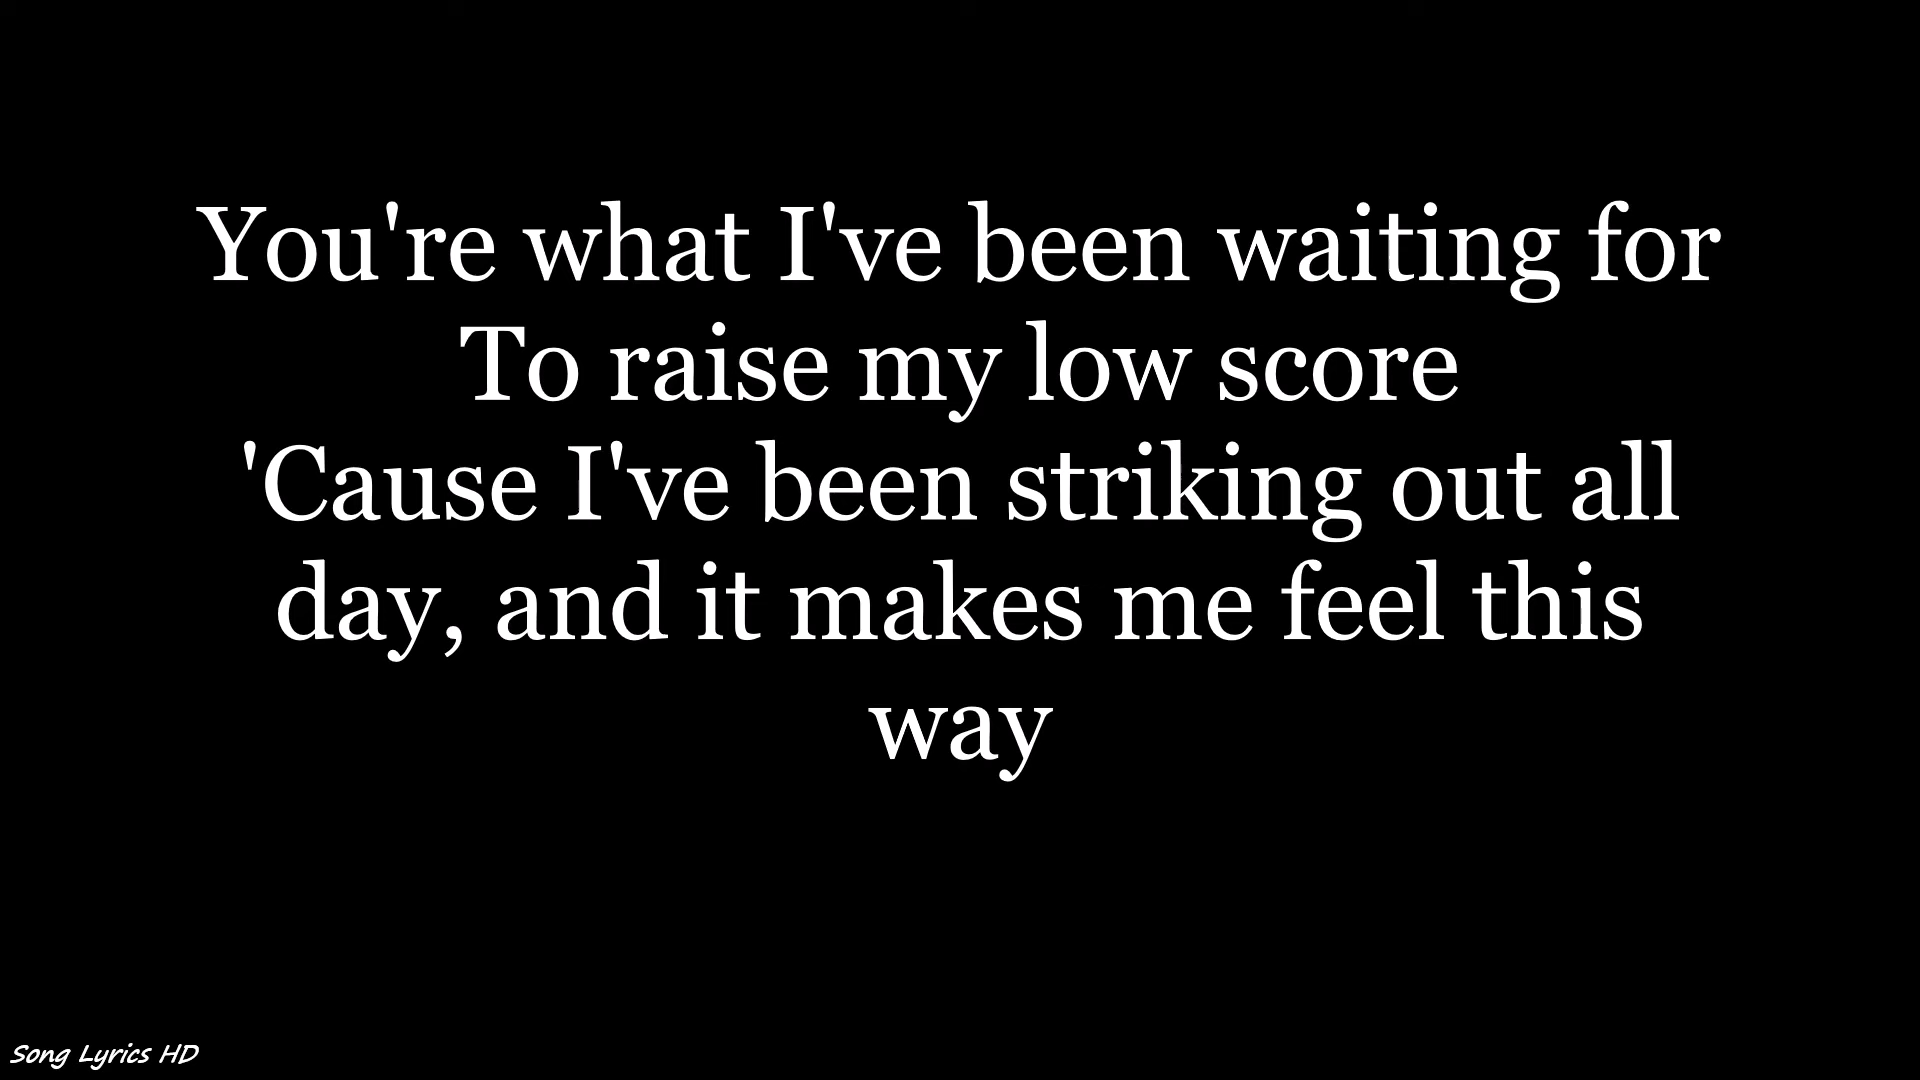 You're what I've been waiting for
To raise my low score
'Cause I've been striking out all
day, and it makes me feel this
way
Song Lyrics HD